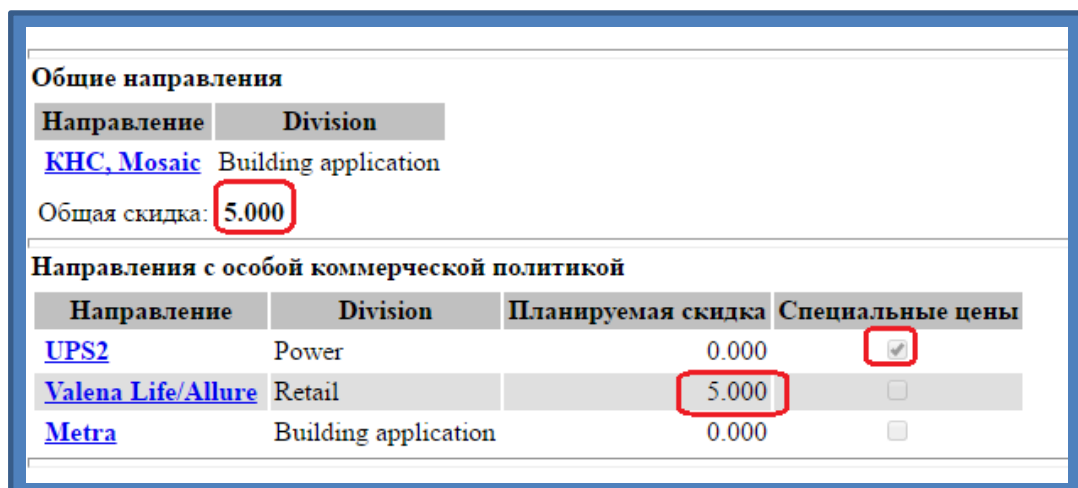 Общие направления
Направление Division
КНС, Mosaic Building application
Общая скидка: 5.000
Направления с особой коммерческой политикой
Направление Division Планируемая скидка Специальные цены
UPS2 Power 0.000
Valena Life/Allure Retail 5.000
Metra Building application 0.000